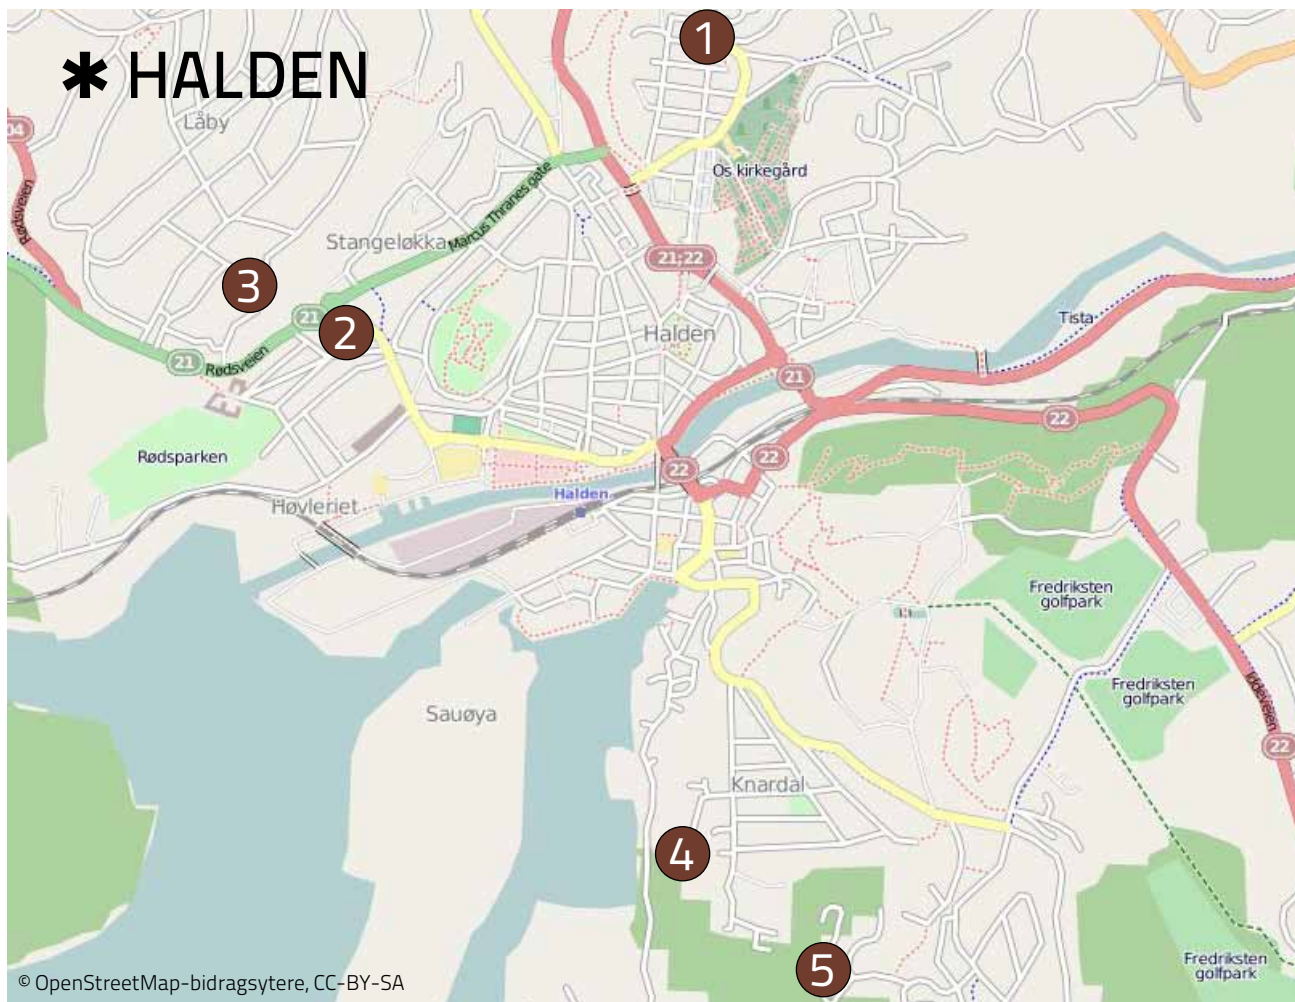 1
✱ HALDEN
04
Låby
Rødsveien
Os kirkegård
Marcus Thranes gate
Stangeløkka
21;22
3
21
2
Halden
Tista
21
Rødsveien
21
22
Rødsparken
22
22
Halden
Høvleriet
Fredriksten
golfpark
Fredriksten
golfpark
Iddeveien
Sauøya
22
Knardal
4
5
Fredriksten
golfpark
© OpenStreetMap-bidragsytere, CC-BY-SA